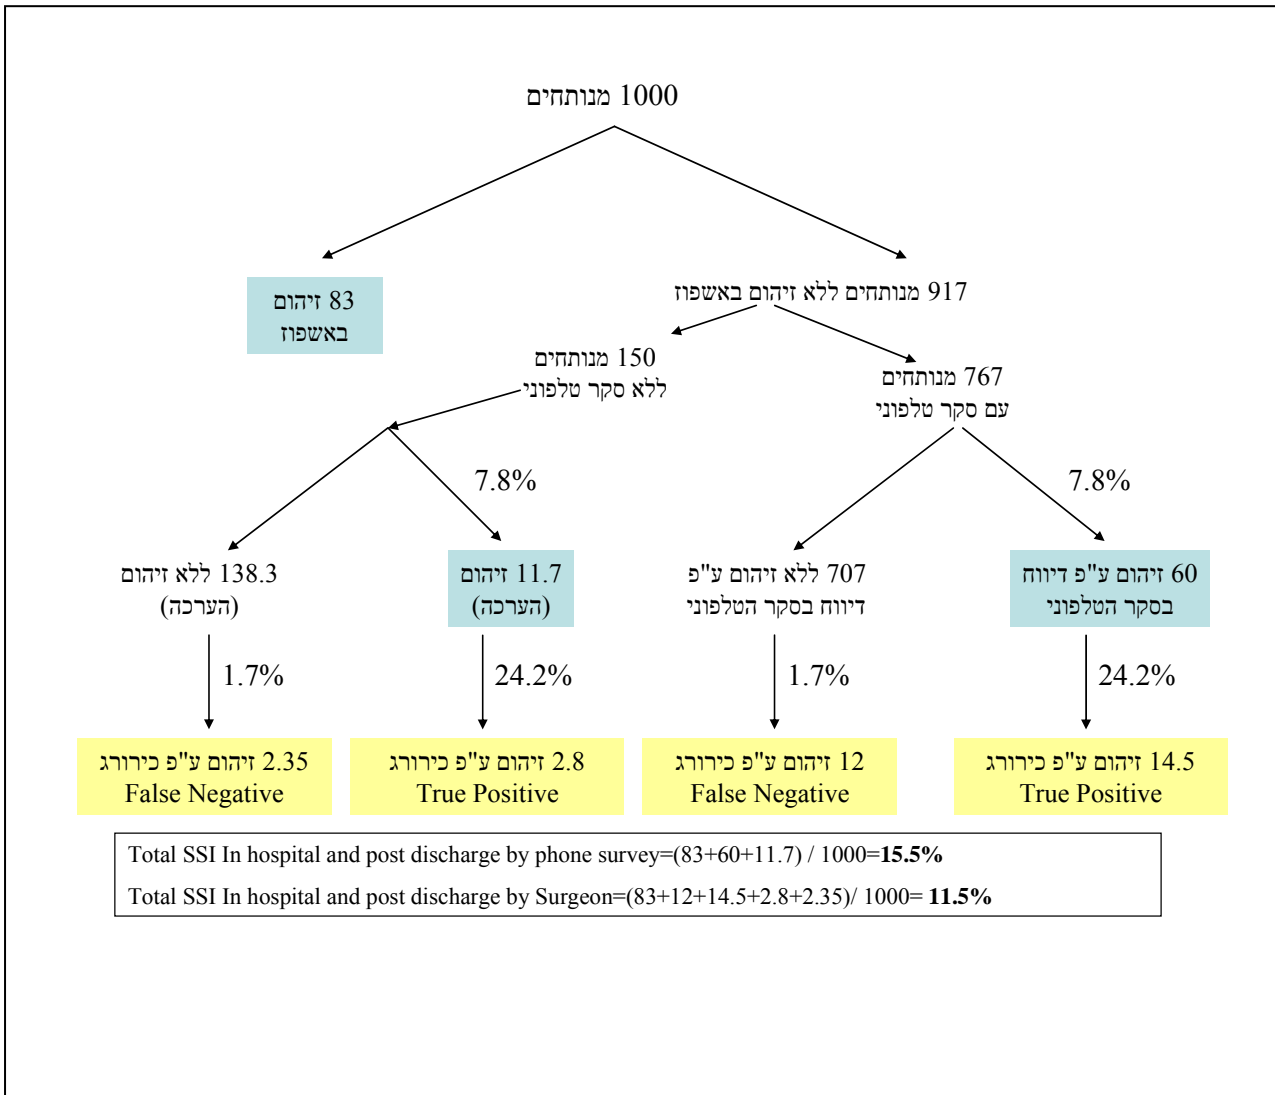 1000 מנותחים
83 זיהום
באשפוז
917 מנותחים ללא זיהום באשפוז
150 מנותחים
ללא סקר טלפוני
767 מנותחים
עם סקר טלפוני
7.8%
7.8%
138.3 ללא זיהום
(הערכה)
11.7 זיהום
(הערכה)
707 ללא זיהום ע"פ
דיווח בסקר הטלפוני
60 זיהום ע"פ דיווח
בסקר הטלפוני
1.7%
24.2%
1.7%
24.2%
2.35 זיהום ע"פ כירורג
False Negative
2.8 זיהום ע"פ כירורג
True Positive
12 זיהום ע"פ כירורג
False Negative
14.5 זיהום ע"פ כירורג
True Positive
Total SSI In hospital and post discharge by phone survey=(83+60+11.7) / 1000=15.5%
Total SSI In hospital and post discharge by Surgeon=(83+12+14.5+2.8+2.35)/ 1000= 11.5%